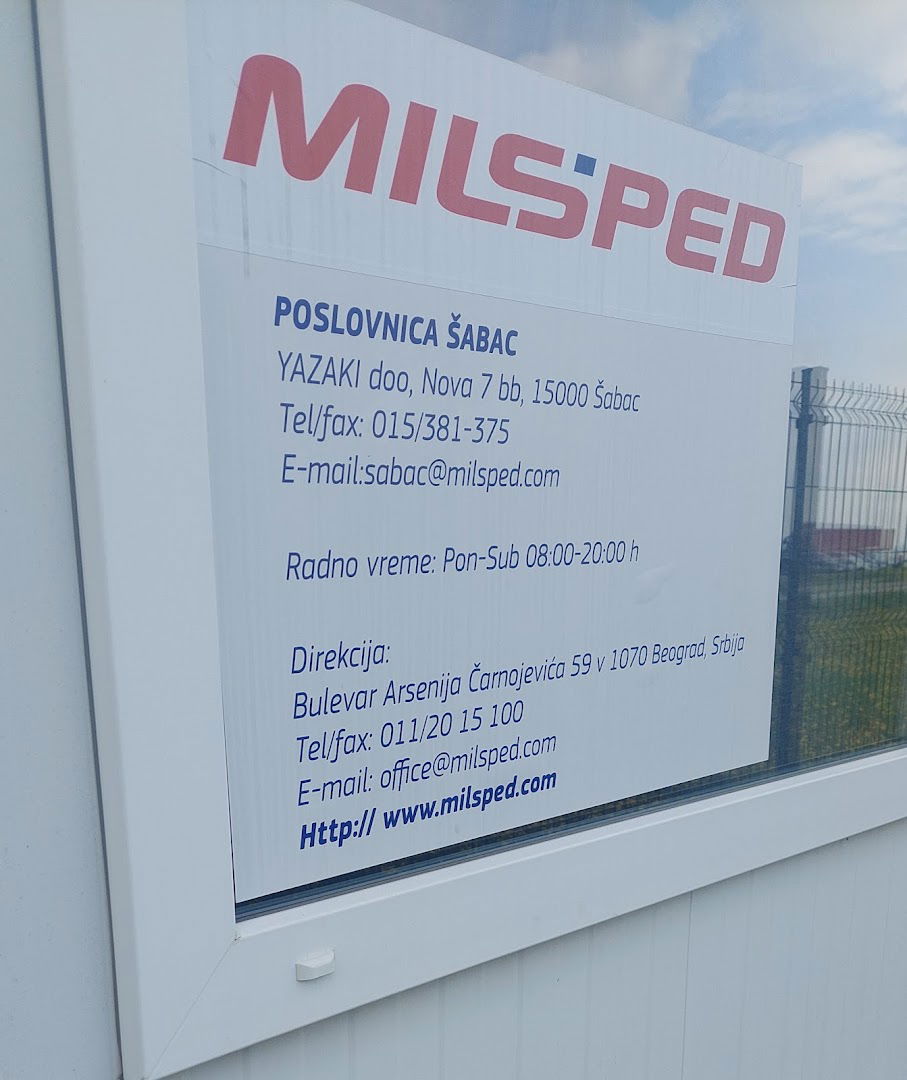 MILSPED
POSLOVNICA ŠABAC
YAZAKI doo, Nova 7 bb, 15000 Šabac
Tel/fax: 015/381-375
E-mail:sabac@milsped.com
Radno vreme: Pon-Sub 08:00-20:00 h
Direkcija:
Bulevar Arsenija Čarnojevića 59 v 1070 Beograd, Srbija
Tel/fax: 011/20 15 100
E-mail: office@milsped.com
Http:// www.milsped.com